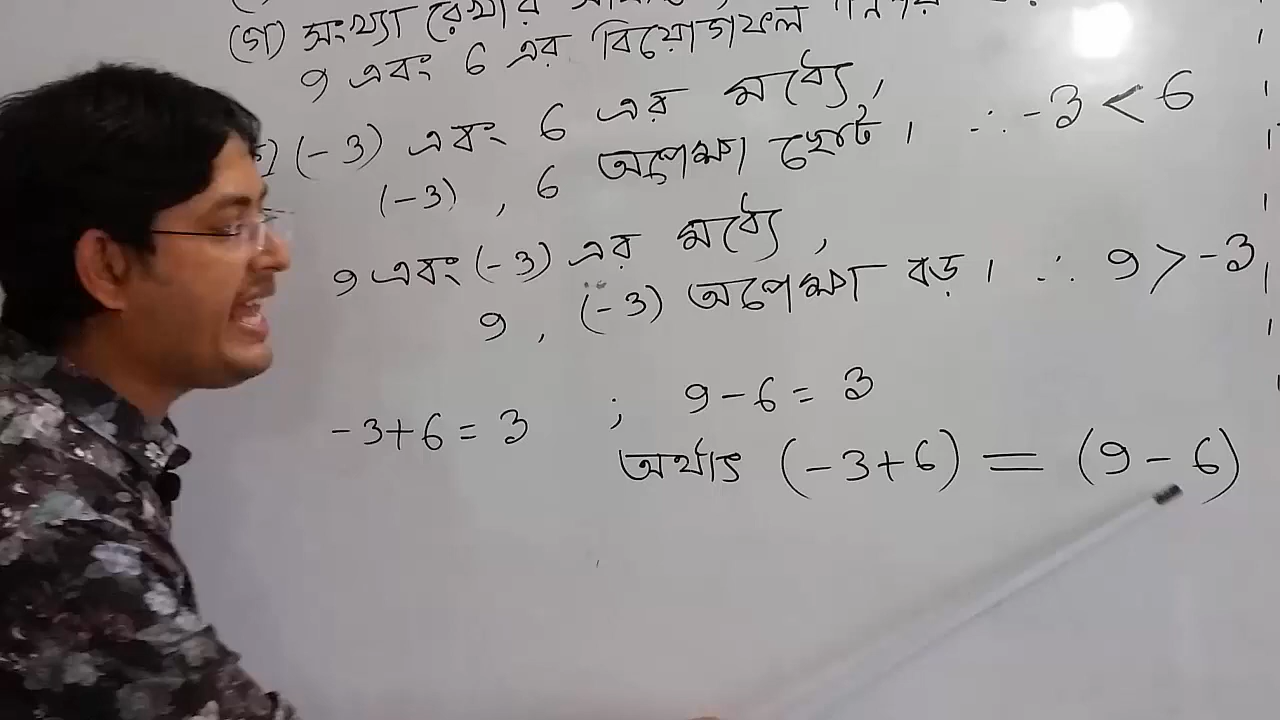 (গ) সংখ্যা রেখার
9 এবং 6 এর বিয়োগফল
(-3) এবং 6 এর মধ্যে,
(-3), 6 অপেক্ষা ছোট। ∴ -3 < 6
9 এবং (-3) এর মধ্যে,
9, (-3) অপেক্ষা বড়। ∴ 9 > -3
-3+6 = 3 ; 9-6 = 3
অর্থাৎ (-3+6) = (9-6)